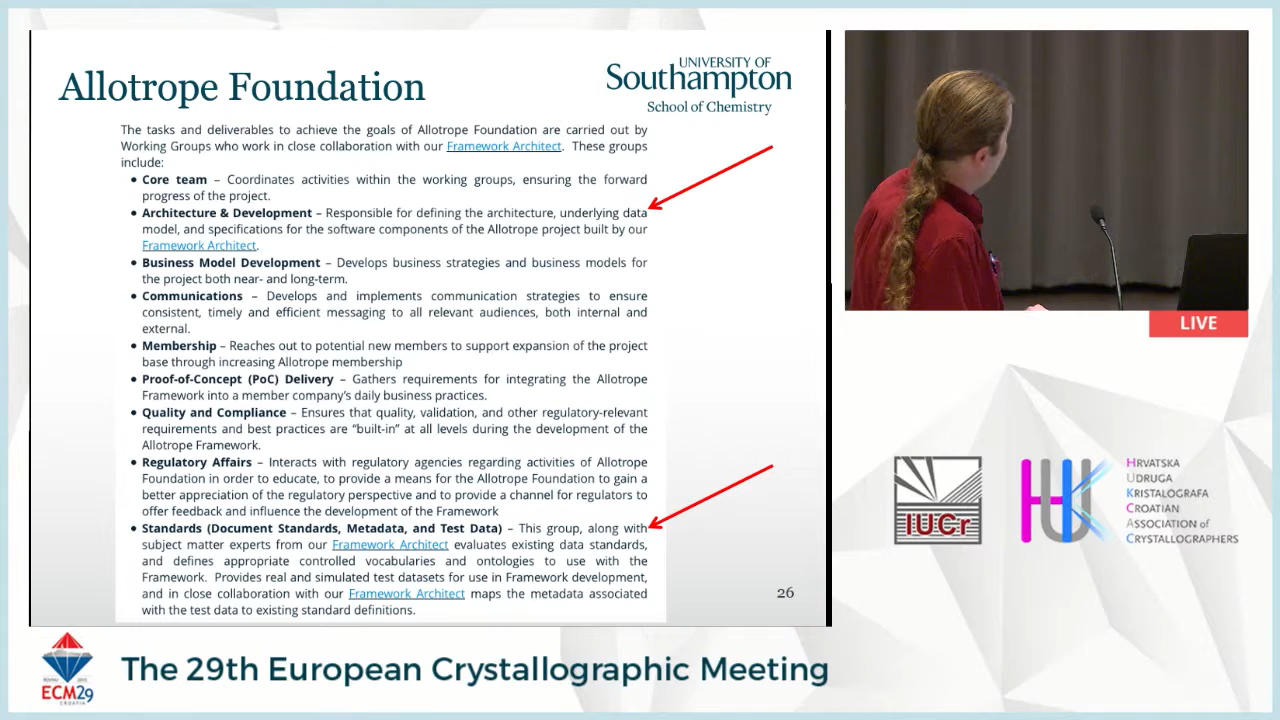 Allotrope Foundation
UNIVERSITY OF
Southampton
School of Chemistry
The tasks and deliverables to achieve the goals of Allotrope Foundation are carried out by
Working Groups who work in close collaboration with our Framework Architect. These groups
include:
• Core team – Coordinates activities within the working groups, ensuring the forward
progress of the project.
• Architecture & Development – Responsible for defining the architecture, underlying data
model, and specifications for the software components of the Allotrope project built by our
Framework Architect.
• Business Model Development – Develops business strategies and business models for
the project both near- and long-term.
• Communications – Develops and implements communication strategies to ensure
consistent, timely and efficient messaging to all relevant audiences, both internal and
external.
• Membership – Reaches out to potential new members to support expansion of the project
base through increasing Allotrope membership
• Proof-of-Concept (PoC) Delivery – Gathers requirements for integrating the Allotrope
Framework into a member company's daily business practices.
• Quality and Compliance – Ensures that quality, validation, and other regulatory-relevant
requirements and best practices are "built-in" at all levels during the development of the
Allotrope Framework.
• Regulatory Affairs – Interacts with regulatory agencies regarding activities of Allotrope
Foundation in order to educate, to provide a means for the Allotrope Foundation to gain a
better appreciation of the regulatory perspective and to provide a channel for regulators to
offer feedback and influence the development of the Framework
• Standards (Document Standards, Metadata, and Test Data) – This group, along with
subject matter experts from our Framework Architect evaluates existing data standards,
and defines appropriate controlled vocabularies and ontologies to use with the
Framework. Provides real and simulated test datasets for use in Framework development,
and in close collaboration with our Framework Architect maps the metadata associated
with the test data to existing standard definitions.
26
LIVE
IUCr
HUK
HRVATSKA
UDRUGA
KRISTALOGRAFA
CROATIAN
ASSOCIATION of
CRYSTALLOGRAPHERS
ECM29
CROATIA
The 29th European Crystallographic Meeting